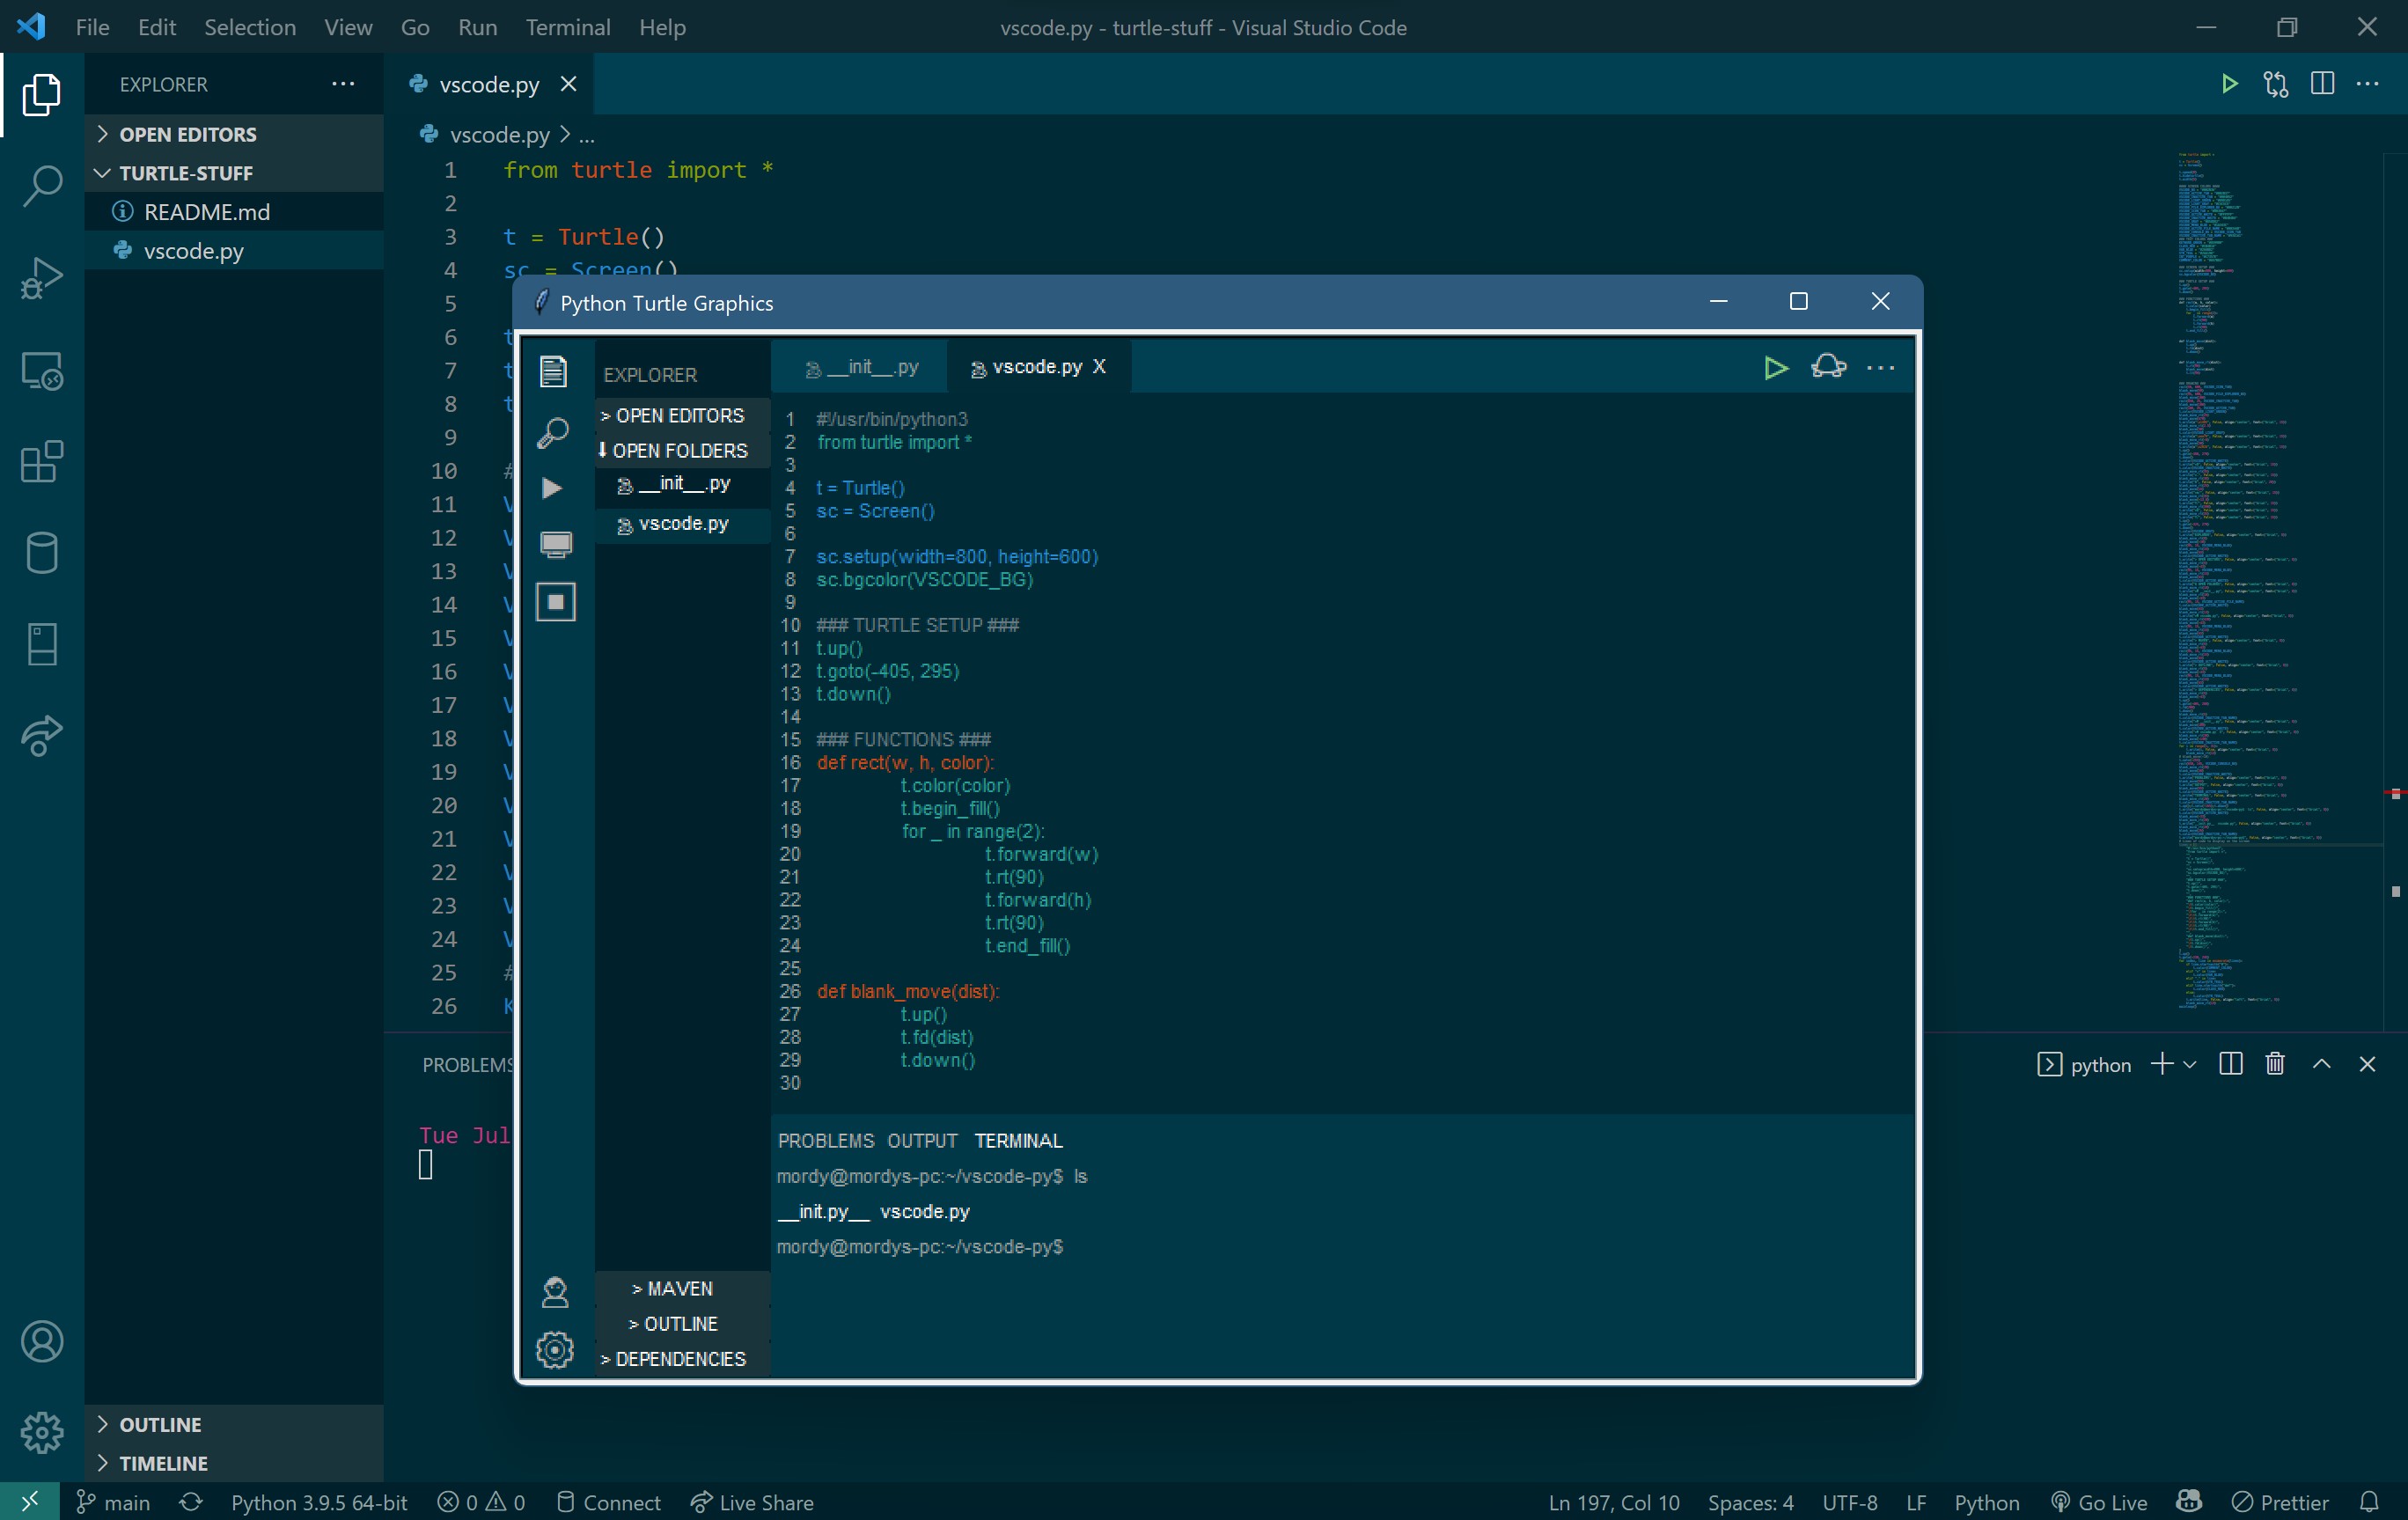 File Edit Selection View Go Run Terminal Help
vscode.py - turtle-stuff - Visual Studio Code
EXPLORER
OPEN EDITORS
TURTLE-STUFF
README.md
vscode.py
OUTLINE
TIMELINE
vscode.py
vscode.py > ...
1 from turtle import *
2
3 t = Turtle()
4 sc = Screen()
5
6 t
7 t
8 t
9
10 #
11 V
12 V
13 V
14 V
15 V
16 V
17 V
18 V
19 V
20 V
21 V
22 V
23 V
24 V
25 #
26 K
Python Turtle Graphics
EXPLORER
> OPEN EDITORS
OPEN FOLDERS
__init__.py
vscode.py
> MAVEN
> OUTLINE
> DEPENDENCIES
__init__.py vscode.py X
1 #!/usr/bin/python3
2 from turtle import *
3
4 t = Turtle()
5 sc = Screen()
6
7 sc.setup(width=800, height=600)
8 sc.bgcolor(VSCODE_BG)
9
10 ### TURTLE SETUP ###
11 t.up()
12 t.goto(-405, 295)
13 t.down()
14
15 ### FUNCTIONS ###
16 def rect(w, h, color):
17 t.color(color)
18 t.begin_fill()
19 for _ in range(2):
20 t.forward(w)
21 t.rt(90)
22 t.forward(h)
23 t.rt(90)
24 t.end_fill()
25
26 def blank_move(dist):
27 t.up()
28 t.fd(dist)
29 t.down()
30
PROBLEMS OUTPUT TERMINAL
mordy@mordys-pc:~/vscode-py$ ls
__init.py__ vscode.py
mordy@mordys-pc:~/vscode-py$
PROBLEMS
python
Tue Jul
main Python 3.9.5 64-bit 0 0 Connect Live Share
Ln 197, Col 10 Spaces: 4 UTF-8 LF Python Go Live Prettier